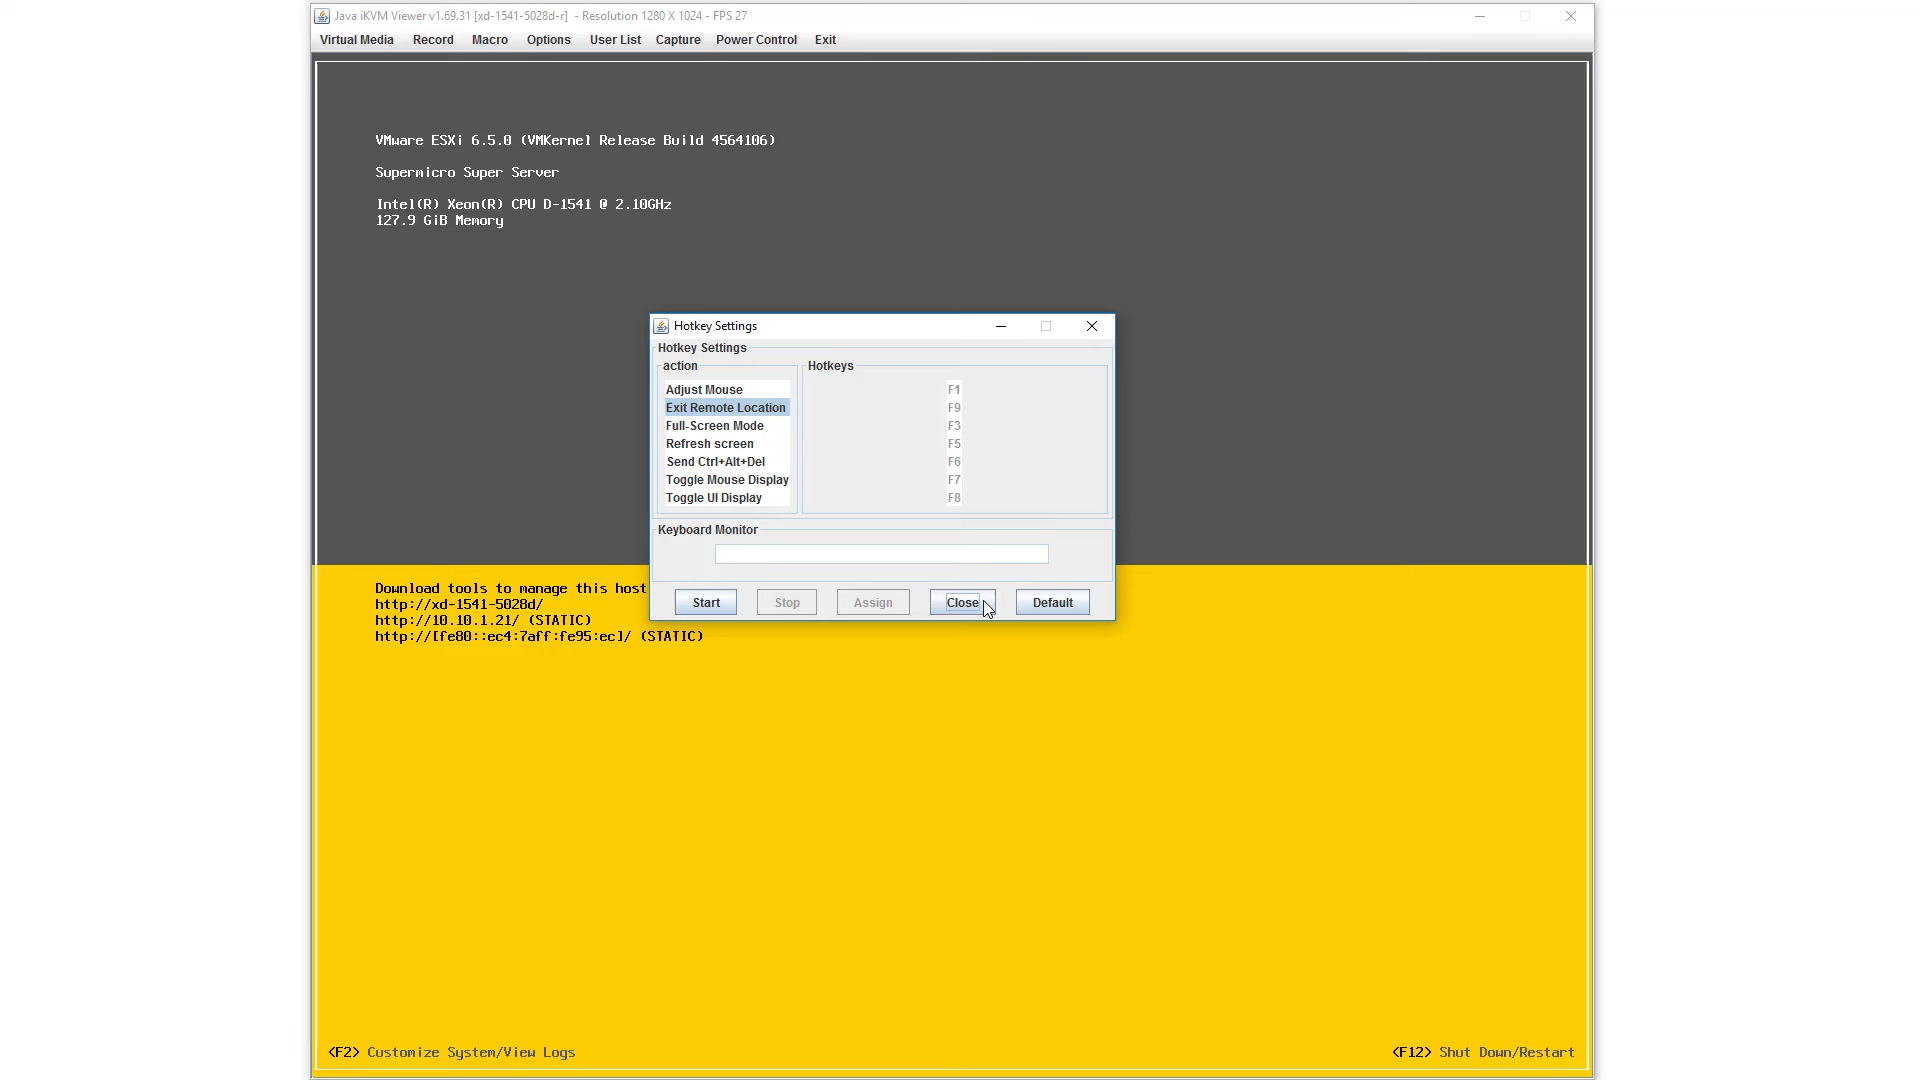 Java iKVM Viewer v1.69.31 [xd-1541-5028d-r] - Resolution 1280 X 1024 - FPS 27
Virtual Media Record Macro Options User List Capture Power Control Exit
VMware ESXi 6.5.0 (VMKernel Release Build 4564106)
Supermicro Super Server
Intel(R) Xeon(R) CPU D-1541 @ 2.10GHz
127.9 GiB Memory
Hotkey Settings
Hotkey Settings
action Hotkeys
Adjust Mouse F1
Exit Remote Location F9
Full-Screen Mode F3
Refresh screen F5
Send Ctrl+Alt+Del F6
Toggle Mouse Display F7
Toggle UI Display F8
Keyboard Monitor
Start Stop Assign Close Default
Download tools to manage this host
http://xd-1541-5028d/
http://10.10.1.21/ (STATIC)
http://[fe80::ec4:7aff:fe95:ec]/ (STATIC)
<F2> Customize System/View Logs <F12> Shut Down/Restart